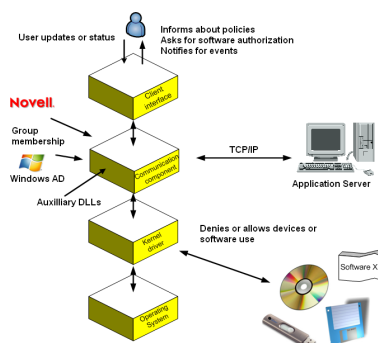 User updates or status
Informs about policies
Asks for software authorization
Notifies for events
Client
interface
Novell.
Group
membership
Windows AD
Auxilliary DLLs
Communication
component
TCP/IP
Application Server
Kernel
driver
Denies or allows devices or
software use
Software X
Operating
System